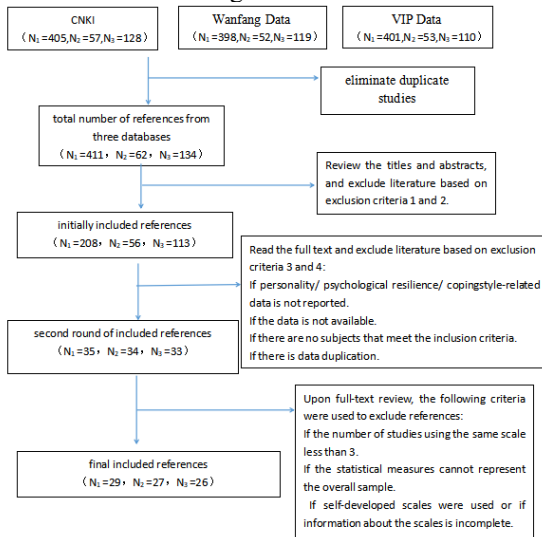 CNKI
（N₁=405,N₂=57,N₃=128）
Wanfang Data
（N₁=398,N₂=52,N₃=119）
VIP Data
（N₁=401,N₂=53,N₃=110）
eliminate duplicate
studies
total number of references from
three databases
（N₁=411，N₂=62，N₃=134）
Review the titles and abstracts,
and exclude literature based on
exclusion criteria 1 and 2.
initially included references
（N₁=208，N₂=56，N₃=113）
Read the full text and exclude literature based on exclusion
criteria 3 and 4:
If personality/ psychological resilience/ copingstyle-related
data is not reported.
If the data is not available.
If there are no subjects that meet the inclusion criteria.
If there is data duplication.
second round of included references
（N₁=35，N₂=34，N₃=33）
Upon full-text review, the following criteria
were used to exclude references:
If the number of studies using the same scale
less than 3.
If the statistical measures cannot represent
the overall sample.
If self-developed scales were used or if
information about the scales is incomplete.
final included references
（N₁=29，N₂=27，N₃=26）